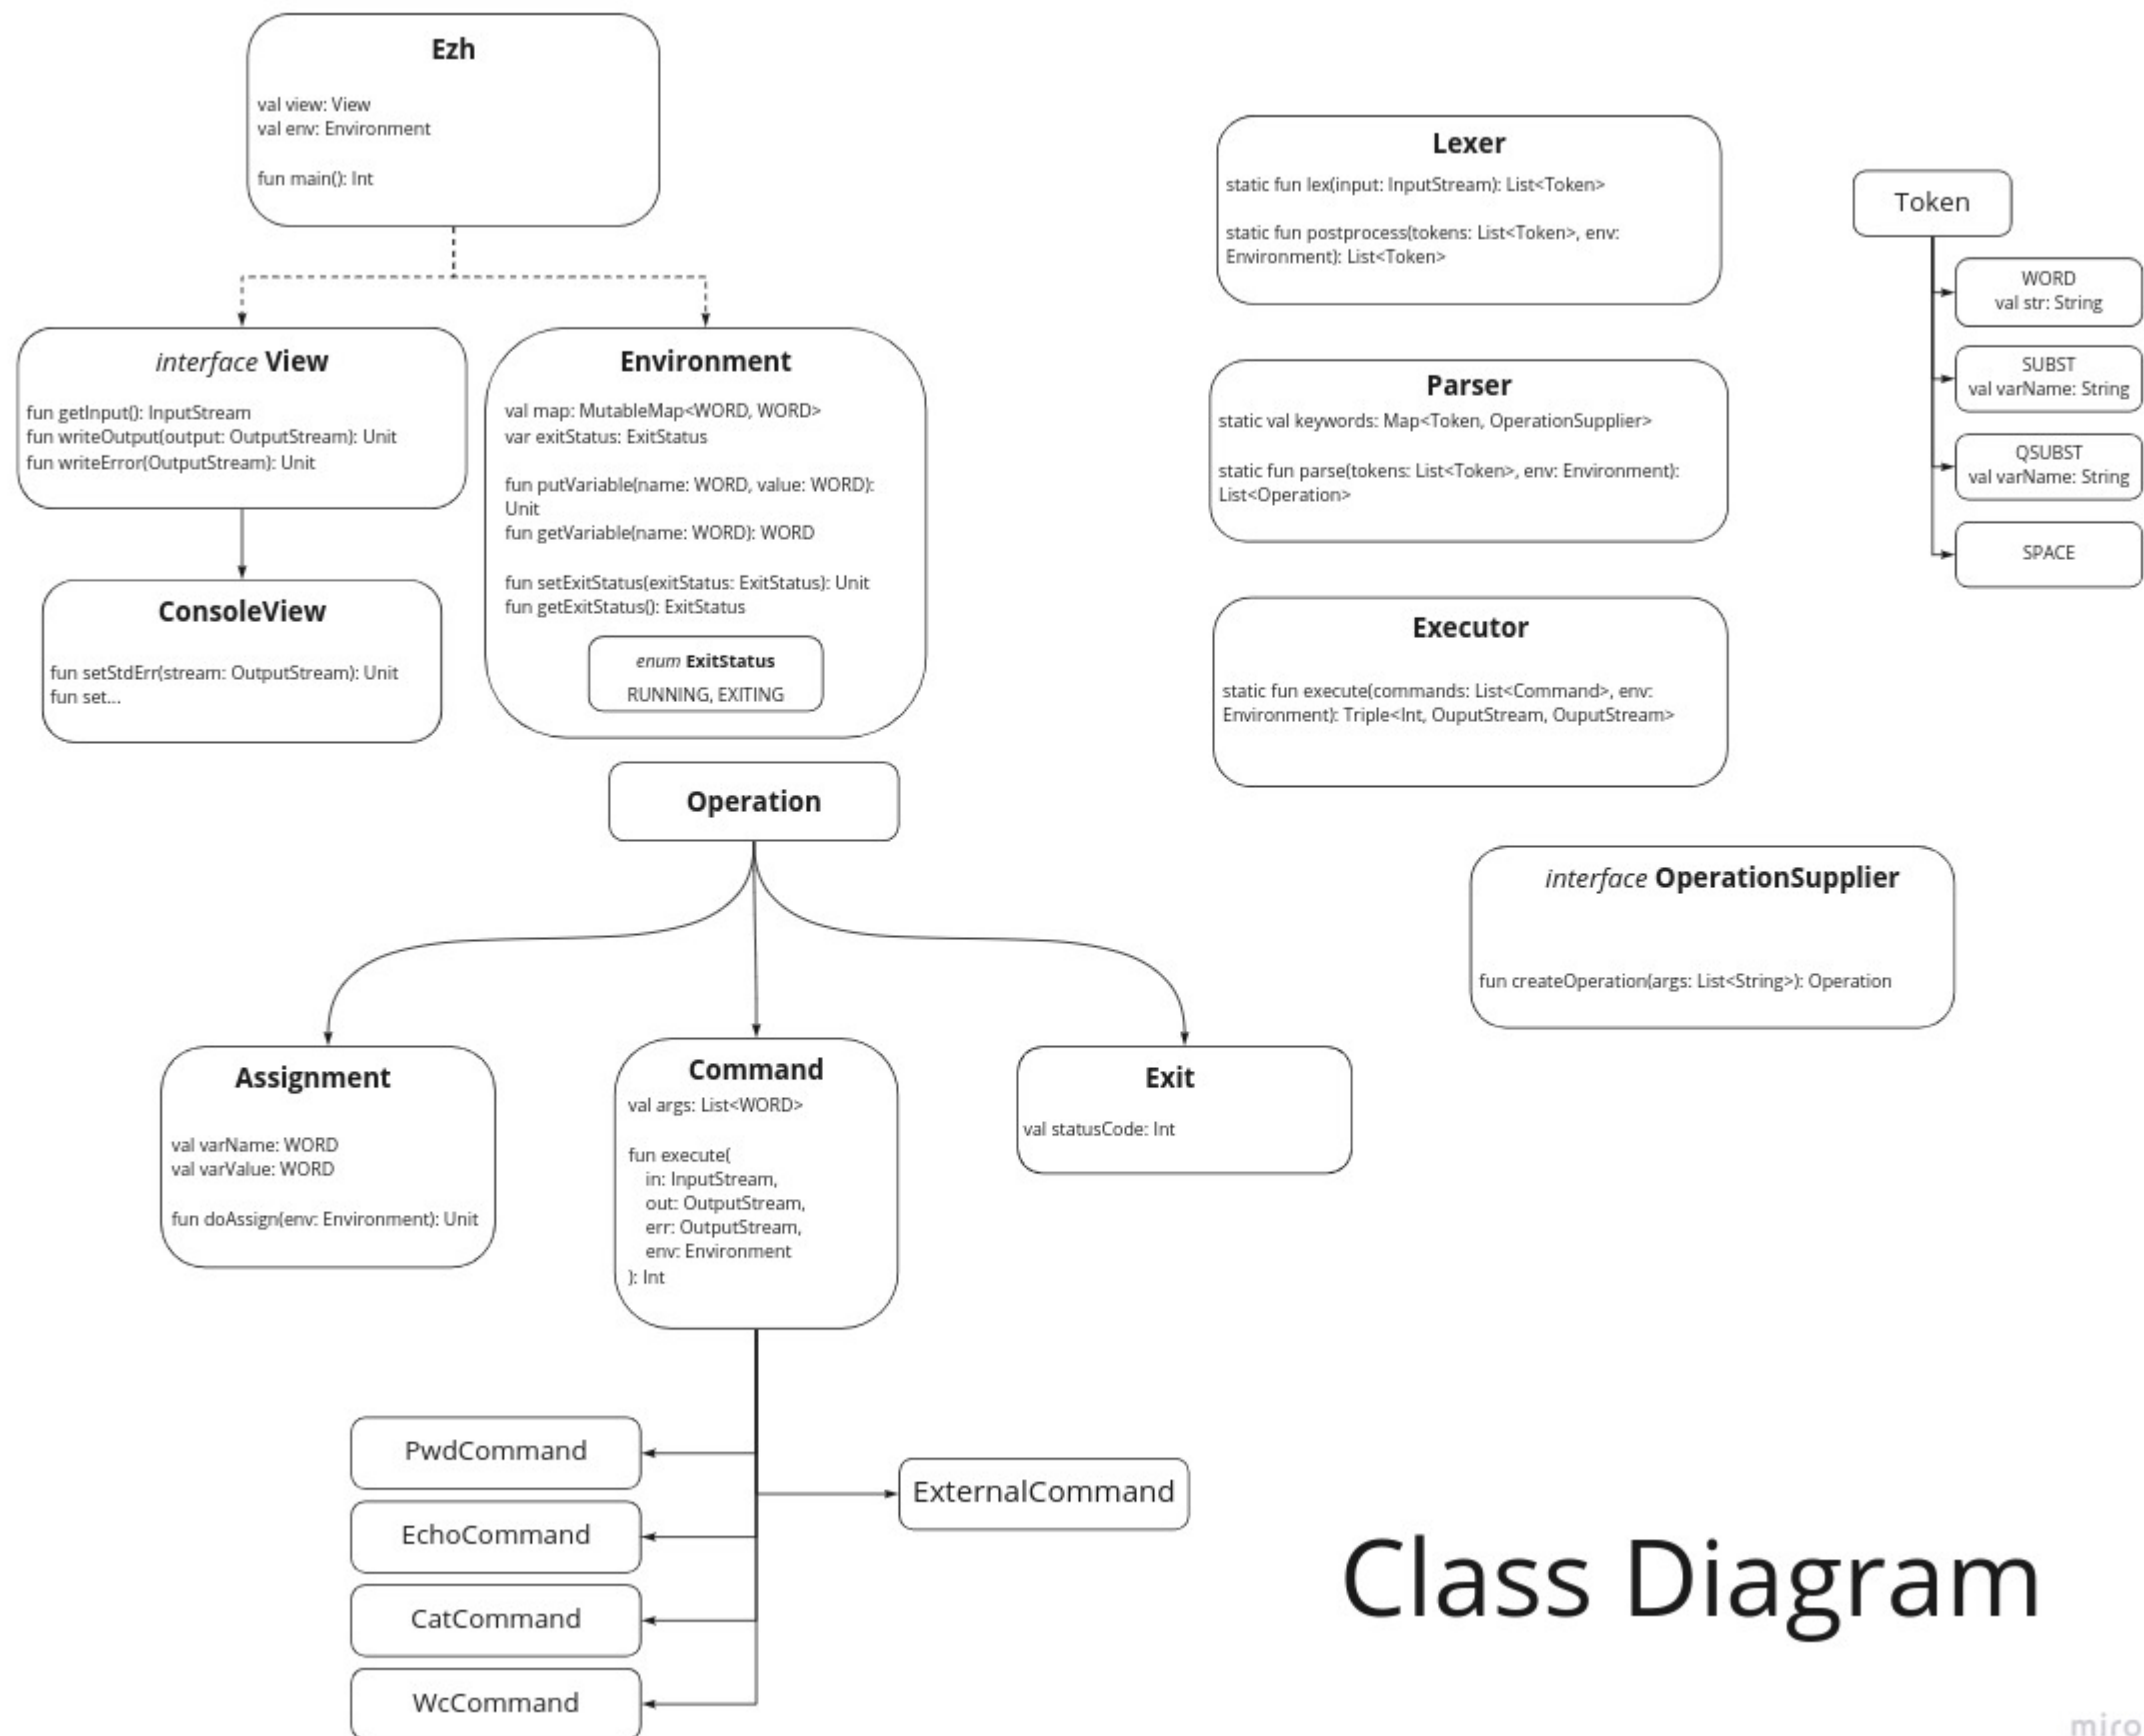 Ezh
val view: View
val env: Environment
fun main(): Int
interface View
fun getInput(): InputStream
fun writeOutput(output: OutputStream): Unit
fun writeError(OutputStream): Unit
ConsoleView
fun setStdErr(stream: OutputStream): Unit
fun set...
Environment
val map: MutableMap<WORD, WORD>
var exitStatus: ExitStatus
fun putVariable(name: WORD, value: WORD):
Unit
fun getVariable(name: WORD): WORD
fun setExitStatus(exitStatus: ExitStatus): Unit
fun getExitStatus(): ExitStatus
enum ExitStatus
RUNNING, EXITING
Lexer
static fun lex(input: InputStream): List<Token>
static fun postprocess(tokens: List<Token>, env:
Environment): List<Token>
Parser
static val keywords: Map<Token, OperationSupplier>
static fun parse(tokens: List<Token>, env: Environment):
List<Operation>
Executor
static fun execute(commands: List<Command>, env:
Environment): Triple<Int, OuputStream, OuputStream>
Token
WORD
val str: String
SUBST
val varName: String
QSUBST
val varName: String
SPACE
interface OperationSupplier
fun createOperation(args: List<String>): Operation
Operation
Assignment
val varName: WORD
val varValue: WORD
fun doAssign(env: Environment): Unit
Command
val args: List<WORD>
fun execute(
in: InputStream,
out: OutputStream,
err: OutputStream,
env: Environment
): Int
Exit
val statusCode: Int
PwdCommand
EchoCommand
CatCommand
WcCommand
ExternalCommand
Class Diagram
miro